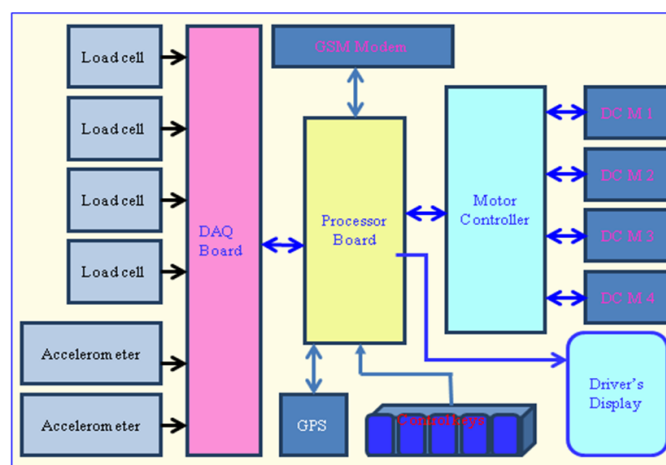 Load cell
Load cell
Load cell
Load cell
Accelerometer
Accelerometer
DAQ
Board
GSM Modem
Processor
Board
GPS
Control keys
Motor
Controller
DC M 1
DC M 2
DC M 3
DC M 4
Driver's
Display